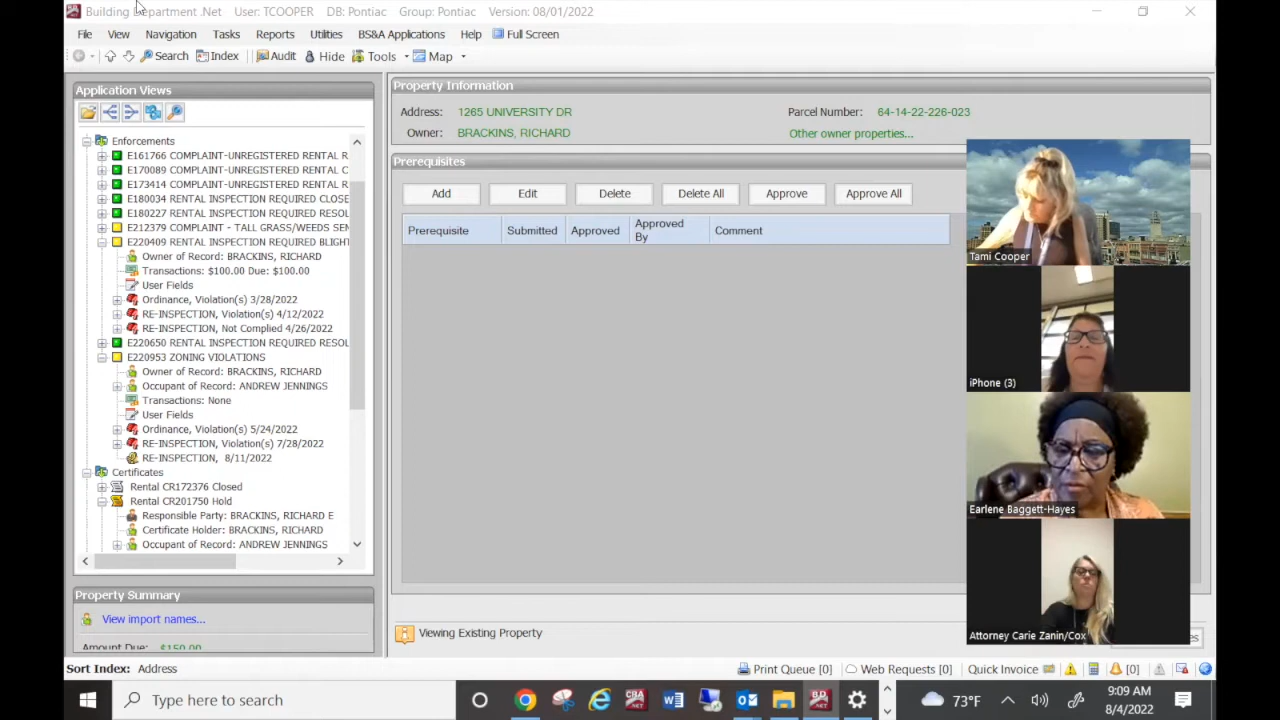 Building Department .Net User: TCOOPER DB: Pontiac Group: Pontiac Version: 08/01/2022
File View Navigation Tasks Reports Utilities BS&A Applications Help Full Screen
Search Index Audit Hide Tools Map
Application Views
Enforcements
E161766 COMPLAINT-UNREGISTERED RENTAL R
E170089 COMPLAINT-UNREGISTERED RENTAL C
E173414 COMPLAINT-UNREGISTERED RENTAL R
E180034 RENTAL INSPECTION REQUIRED CLOSE
E180227 RENTAL INSPECTION REQUIRED RESOL
E212379 COMPLAINT - TALL GRASS/WEEDS SEN
E220409 RENTAL INSPECTION REQUIRED BLIGHT
Owner of Record: BRACKINS, RICHARD
Transactions: $100.00 Due: $100.00
User Fields
Ordinance, Violation(s) 3/28/2022
RE-INSPECTION, Violation(s) 4/12/2022
RE-INSPECTION, Not Complied 4/26/2022
E220650 RENTAL INSPECTION REQUIRED RESOL
E220953 ZONING VIOLATIONS
Owner of Record: BRACKINS, RICHARD
Occupant of Record: ANDREW JENNINGS
Transactions: None
User Fields
Ordinance, Violation(s) 5/24/2022
RE-INSPECTION, Violation(s) 7/28/2022
RE-INSPECTION, 8/11/2022
Certificates
Rental CR172376 Closed
Rental CR201750 Hold
Responsible Party: BRACKINS, RICHARD E
Certificate Holder: BRACKINS, RICHARD
Occupant of Record: ANDREW JENNINGS
Property Summary
View import names...
Amount Due: $150.00
Property Information
Address: 1265 UNIVERSITY DR Parcel Number: 64-14-22-226-023
Owner: BRACKINS, RICHARD Other owner properties...
Prerequisites
Add Edit Delete Delete All Approve Approve All
Prerequisite Submitted Approved Approved By Comment
Tami Cooper
iPhone (3)
Earlene Baggett-Hayes
Attorney Carie Zanin/Cox
Viewing Existing Property
Sort Index: Address Print Queue [0] Web Requests [0] Quick Invoice [0]
Type here to search
73°F
9:09 AM
8/4/2022